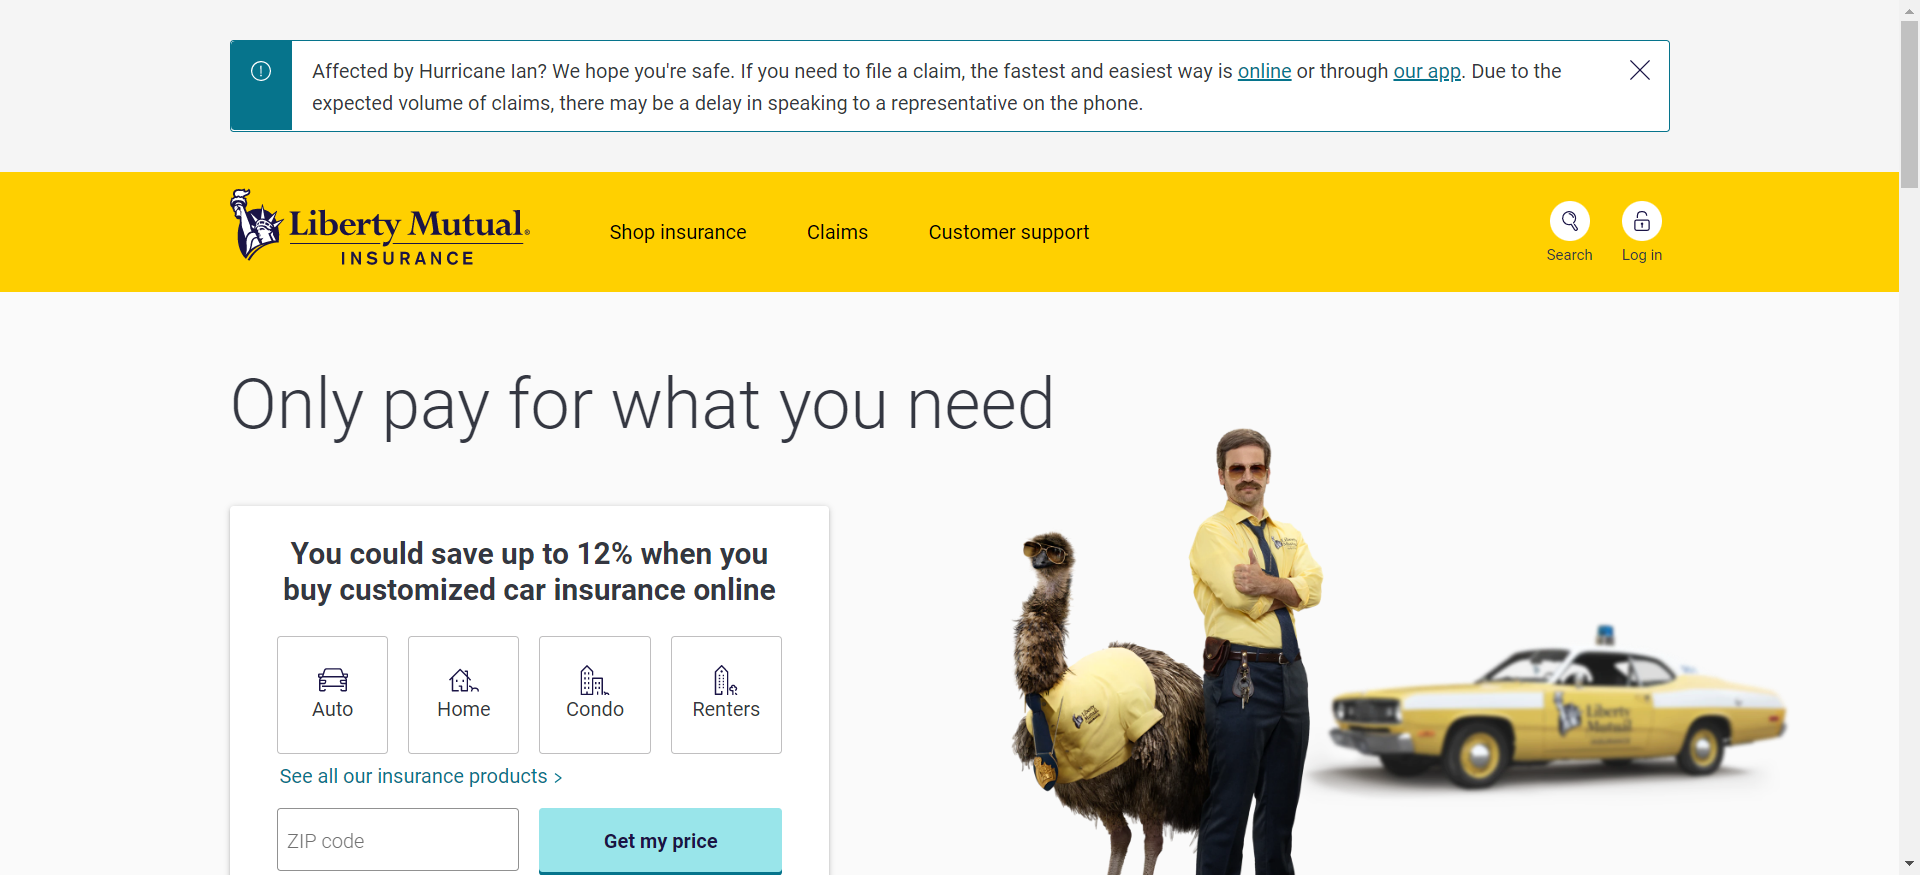 Affected by Hurricane Ian? We hope you're safe. If you need to file a claim, the fastest and easiest way is online or through our app. Due to the
expected volume of claims, there may be a delay in speaking to a representative on the phone.
Liberty Mutual®
INSURANCE
Shop insurance
Claims
Customer support
Search
Log in
Only pay for what you need
You could save up to 12% when you
buy customized car insurance online
Auto
Home
Condo
Renters
See all our insurance products >
ZIP code
Get my price
Liberty
Mutual
INSURANCE